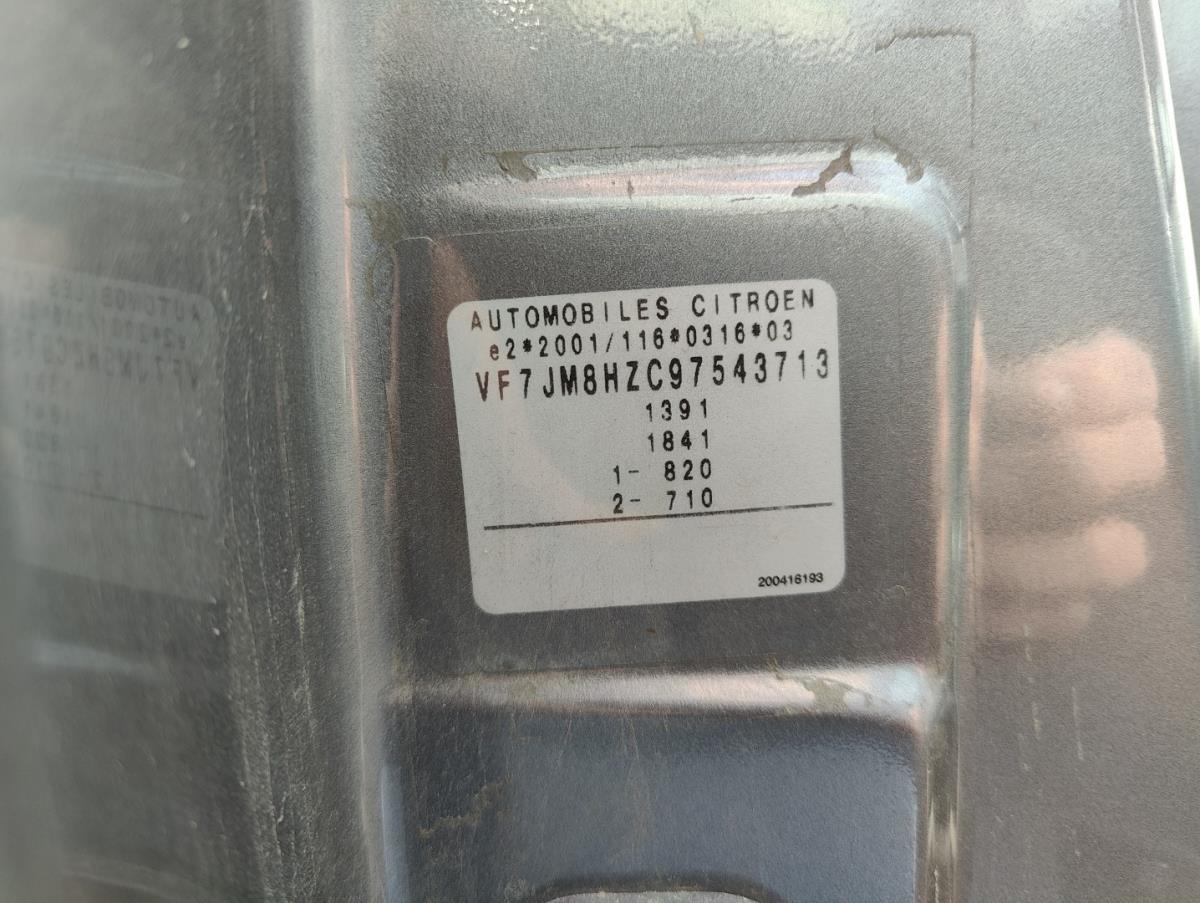 AUTOMOBILES CITROEN
e2*2001/116*0316*03
VF7JM8HZC97543713
1391
1841
1- 820
2- 710
200416193